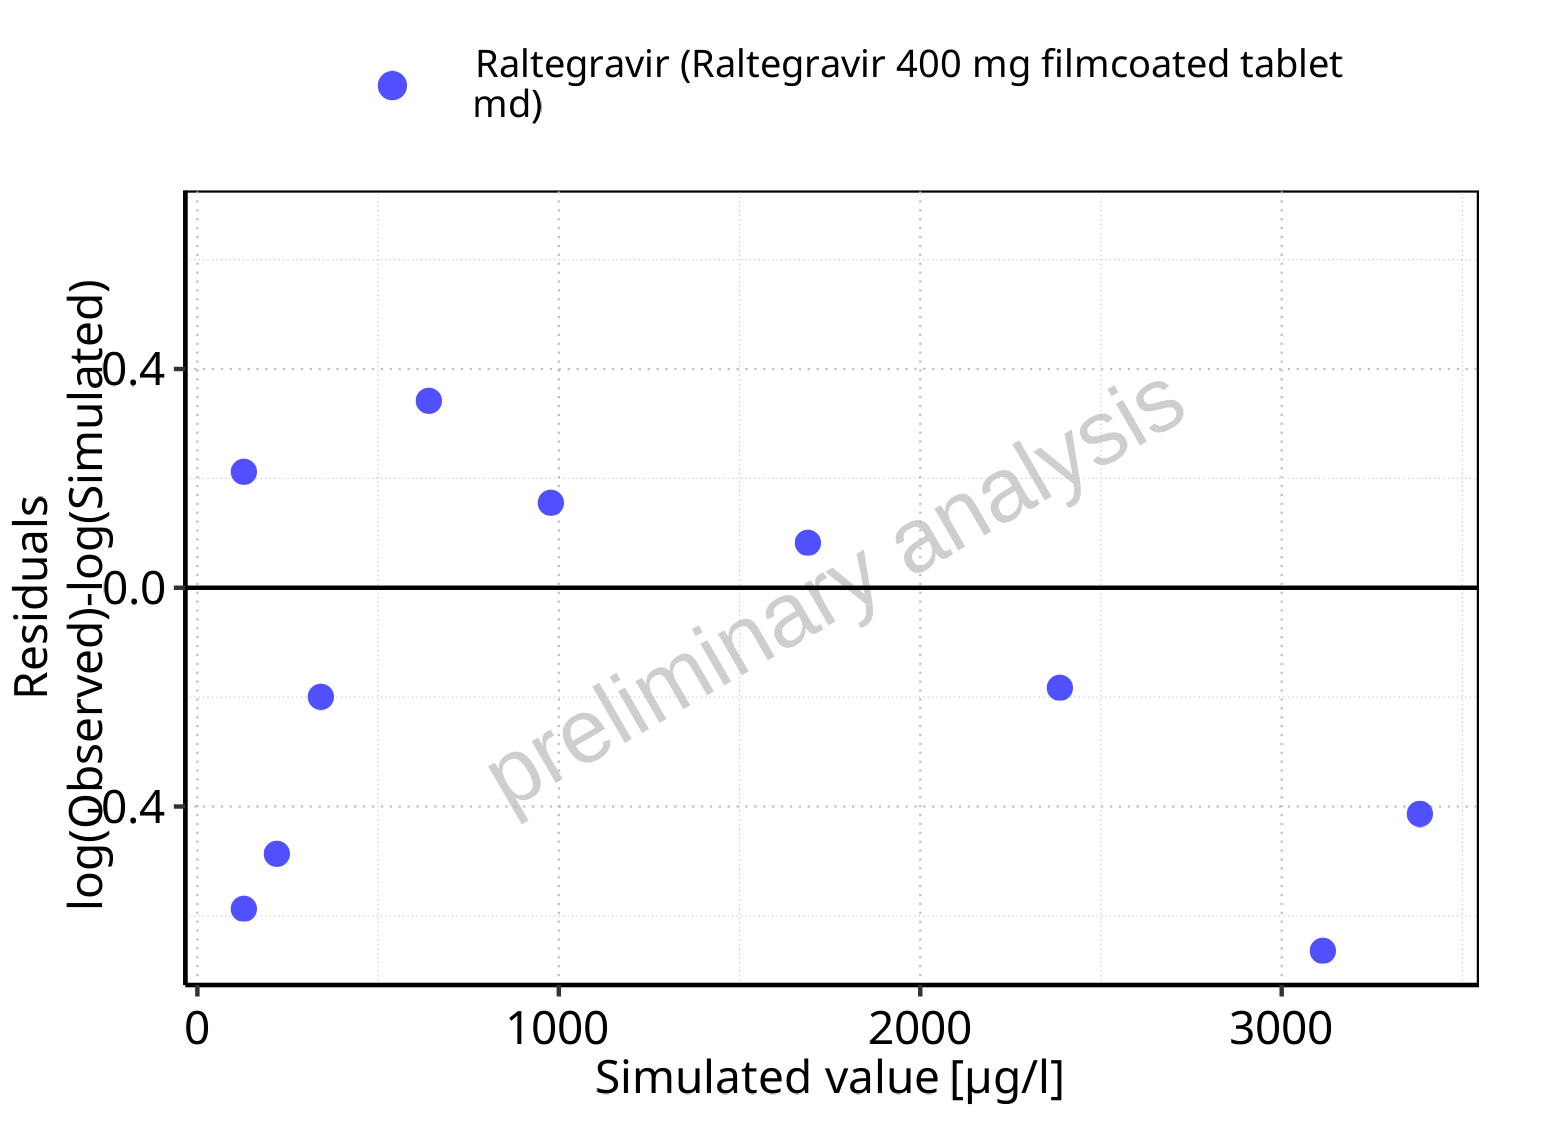 Raltegravir (Raltegravir 400 mg filmcoated tablet
md)
Residuals
log(Observed)-log(Simulated)
0.4
0.0
-0.4
preliminary analysis
0 1000 2000 3000
Simulated value [µg/l]